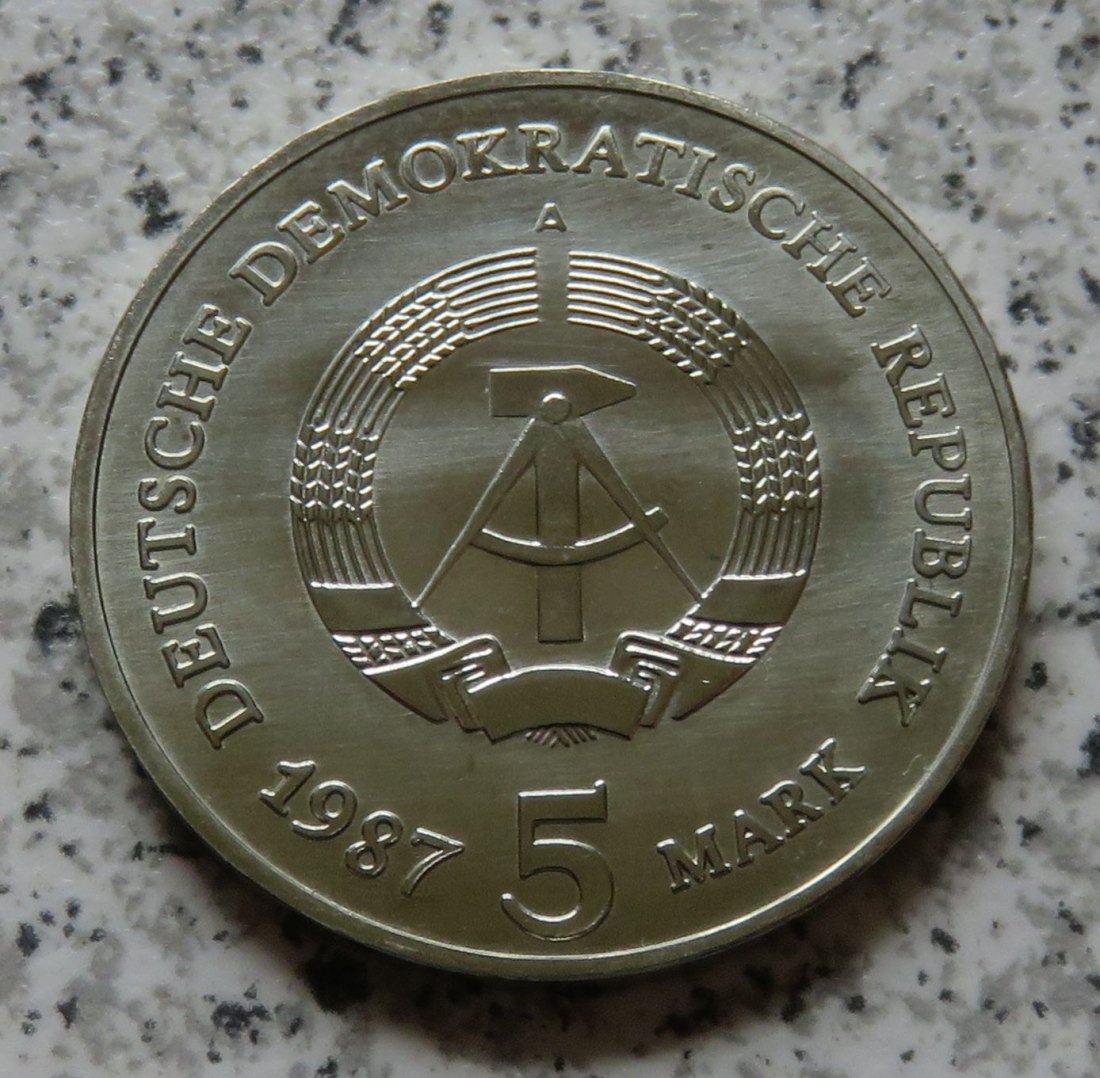 DEUTSCHE DEMOKRATISCHE REPUBLIK
A
1987 5 MARK